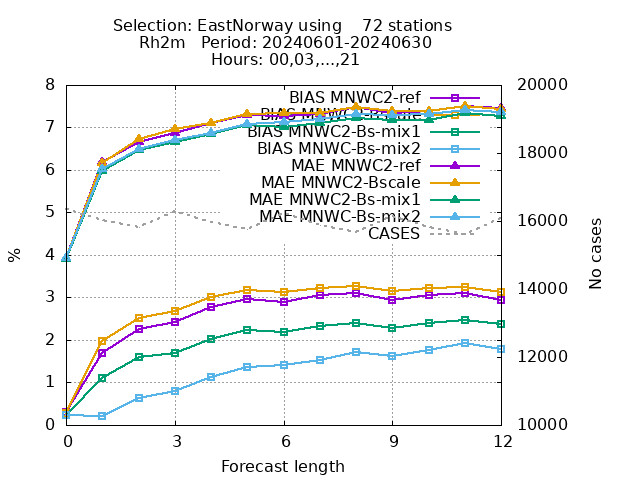 Selection: EastNorway using 72 stations
Rh2m Period: 20240601-20240630
Hours: 00,03,...,21
8
7
6
5
4
3
2
1
0
%
20000
18000
16000
14000
12000
10000
No cases
BIAS MNWC2-ref
BIAS MNWC2-Bscale
BIAS MNWC2-Bs-mix1
BIAS MNWC-Bs-mix2
MAE MNWC2-ref
MAE MNWC2-Bscale
MAE MNWC2-Bs-mix1
MAE MNWC-Bs-mix2
CASES
0 3 6 9 12
Forecast length